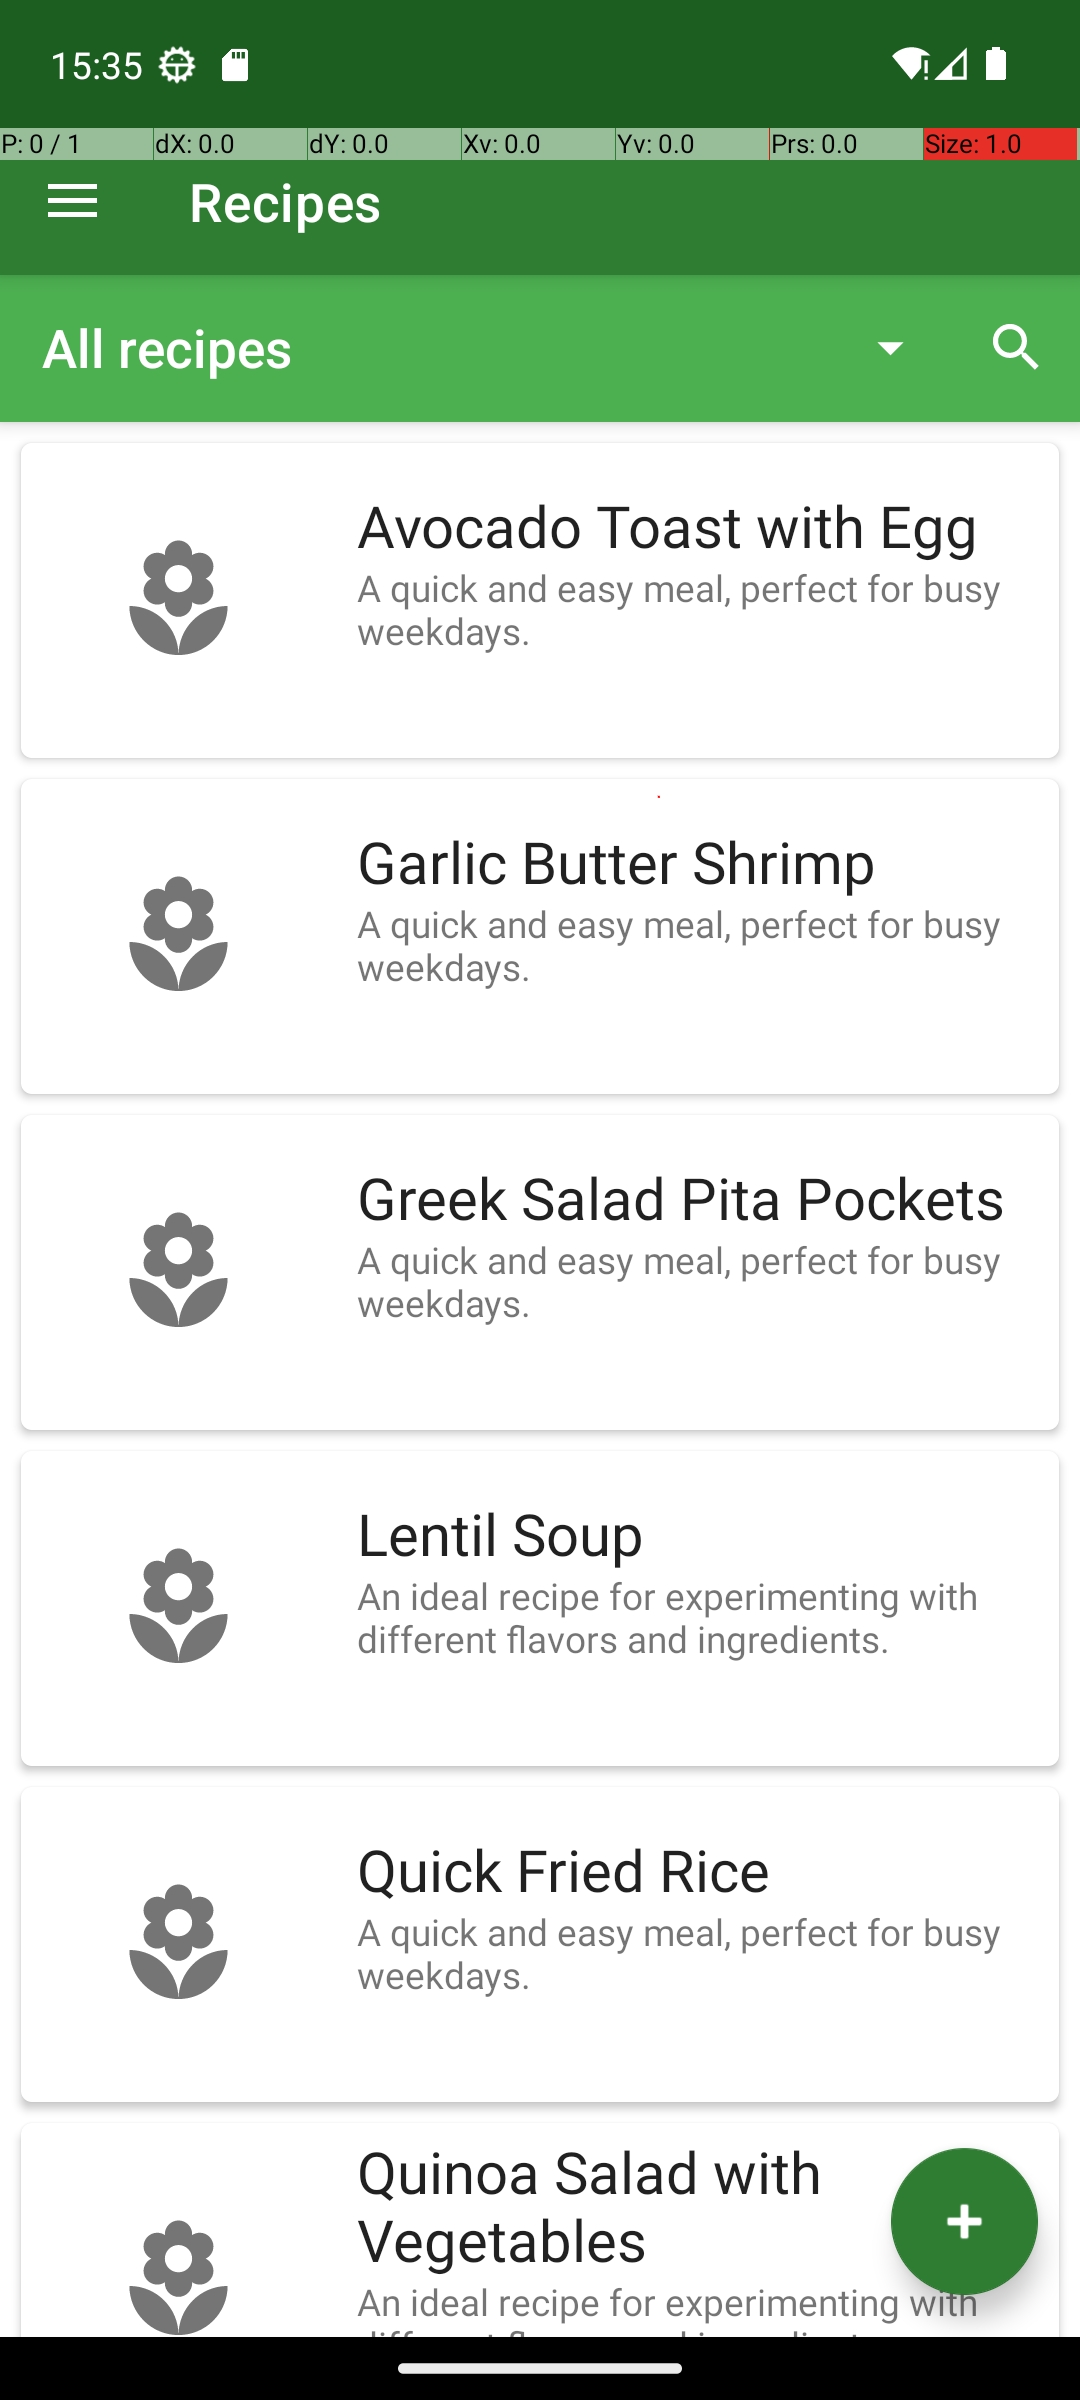 15:35
P: 0 / 1 dX: 0.0 dY: 0.0 Xv: 0.0 Yv: 0.0 Prs: 0.0 Size: 1.0
Recipes
All recipes
Avocado Toast with Egg
A quick and easy meal, perfect for busy
weekdays.
Garlic Butter Shrimp
A quick and easy meal, perfect for busy
weekdays.
Greek Salad Pita Pockets
A quick and easy meal, perfect for busy
weekdays.
Lentil Soup
An ideal recipe for experimenting with
different flavors and ingredients.
Quick Fried Rice
A quick and easy meal, perfect for busy
weekdays.
Quinoa Salad with
Vegetables
An ideal recipe for experimenting with